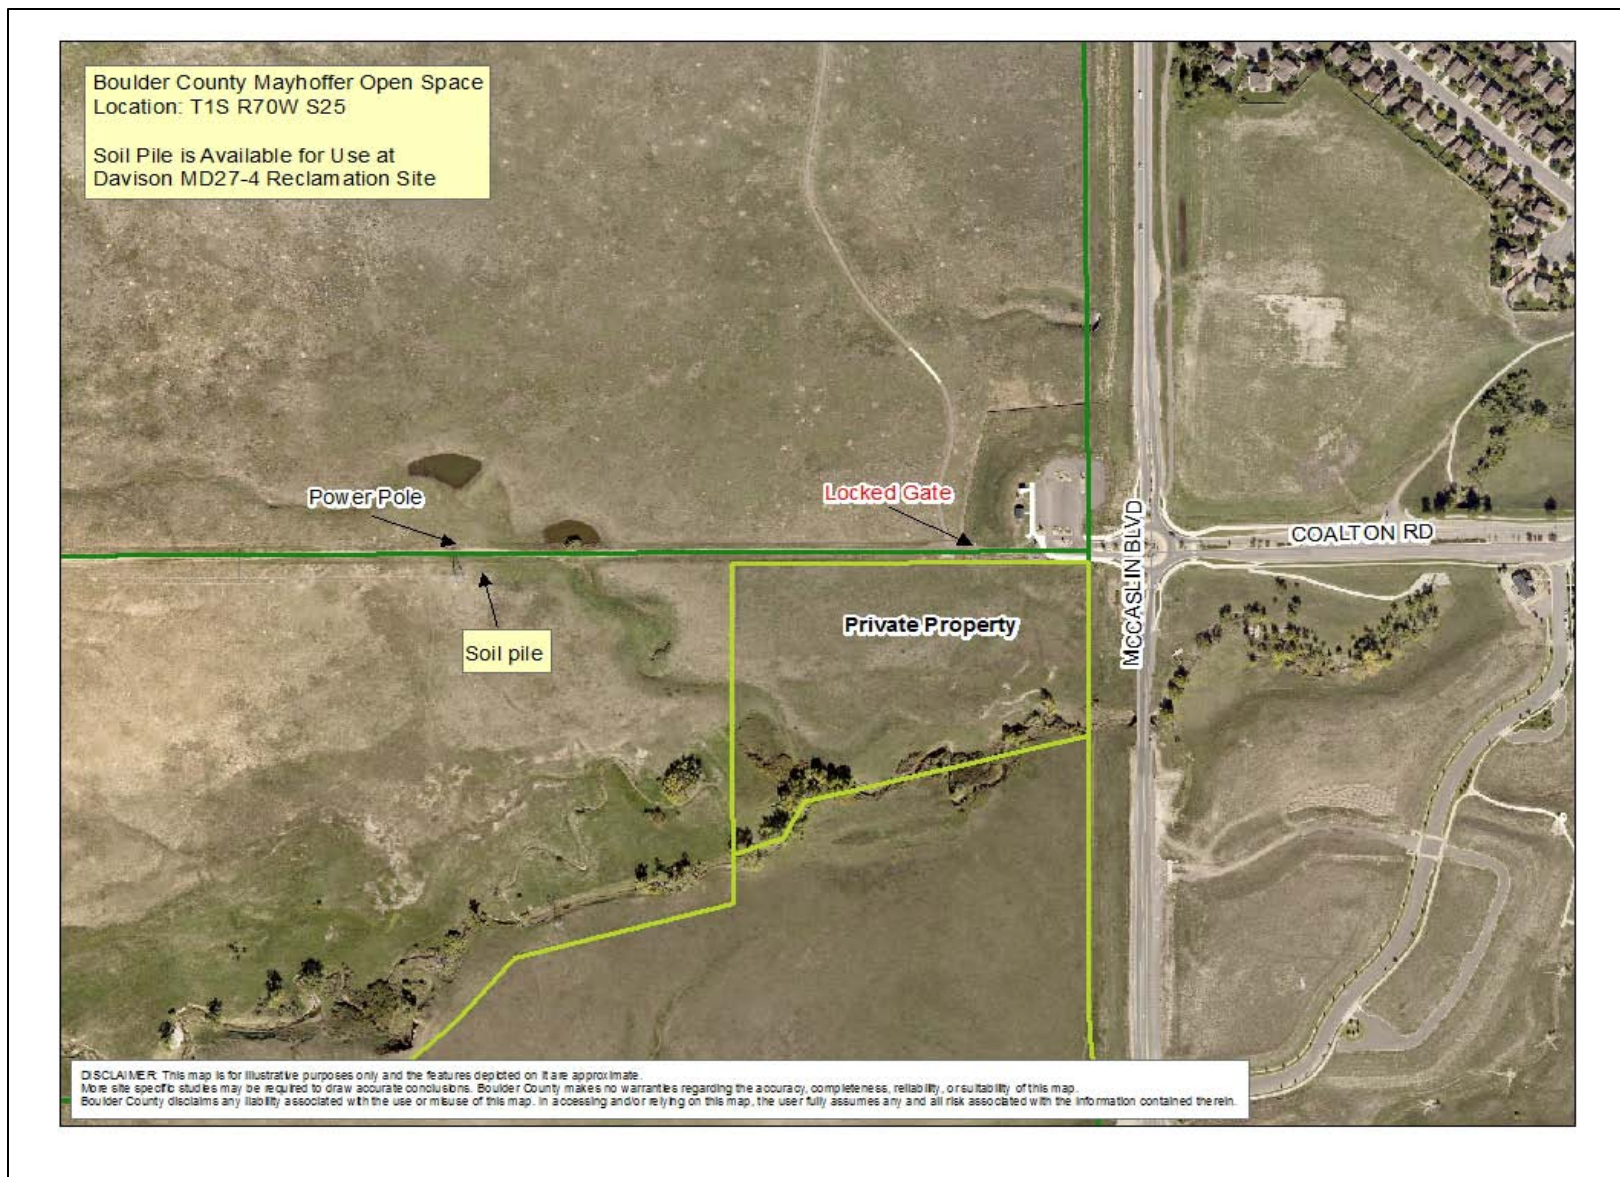 Boulder County Mayhoffer Open Space
Location: T1S R70W S25
Soil Pile is Available for Use at
Davison MD27-4 Reclamation Site
Power Pole
Locked Gate
MCCASLIN BLVD
COALTON RD
Private Property
Soil pile
DISCLAIMER: This map is for illustrative purposes only and the features depicted on it are approximate.
More site specific studies may be required to draw accurate conclusions. Boulder County makes no warranties regarding the accuracy, completeness, reliability, or suitability of this map.
Boulder County disclaims any liability associated with the use or misuse of this map. In accessing and/or relying on this map, the user fully assumes any and all risk associated with the information contained therein.